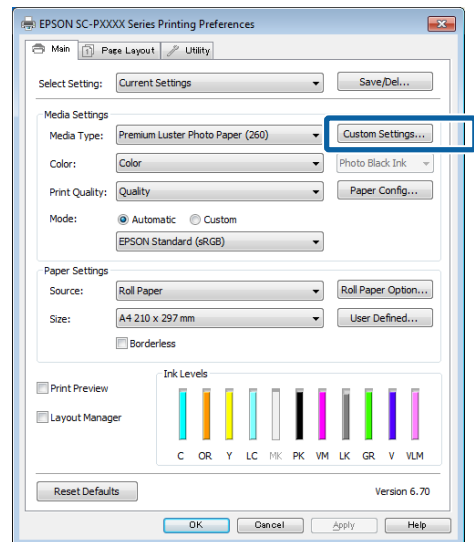 EPSON SC-PXXXX Series Printing Preferences
Main Page Layout Utility
Select Setting: Current Settings Save/Del...
Media Settings
Media Type: Premium Luster Photo Paper (260) Custom Settings...
Color: Color Photo Black Ink
Print Quality: Quality Paper Config...
Mode: Automatic Custom
EPSON Standard (sRGB)
Paper Settings
Source: Roll Paper Roll Paper Option...
Size: A4 210 x 297 mm User Defined...
Borderless
Ink Levels
Print Preview
Layout Manager
C OR Y LC MK PK VM LK GR V VLM
Reset Defaults Version 6.70
OK Cancel Apply Help